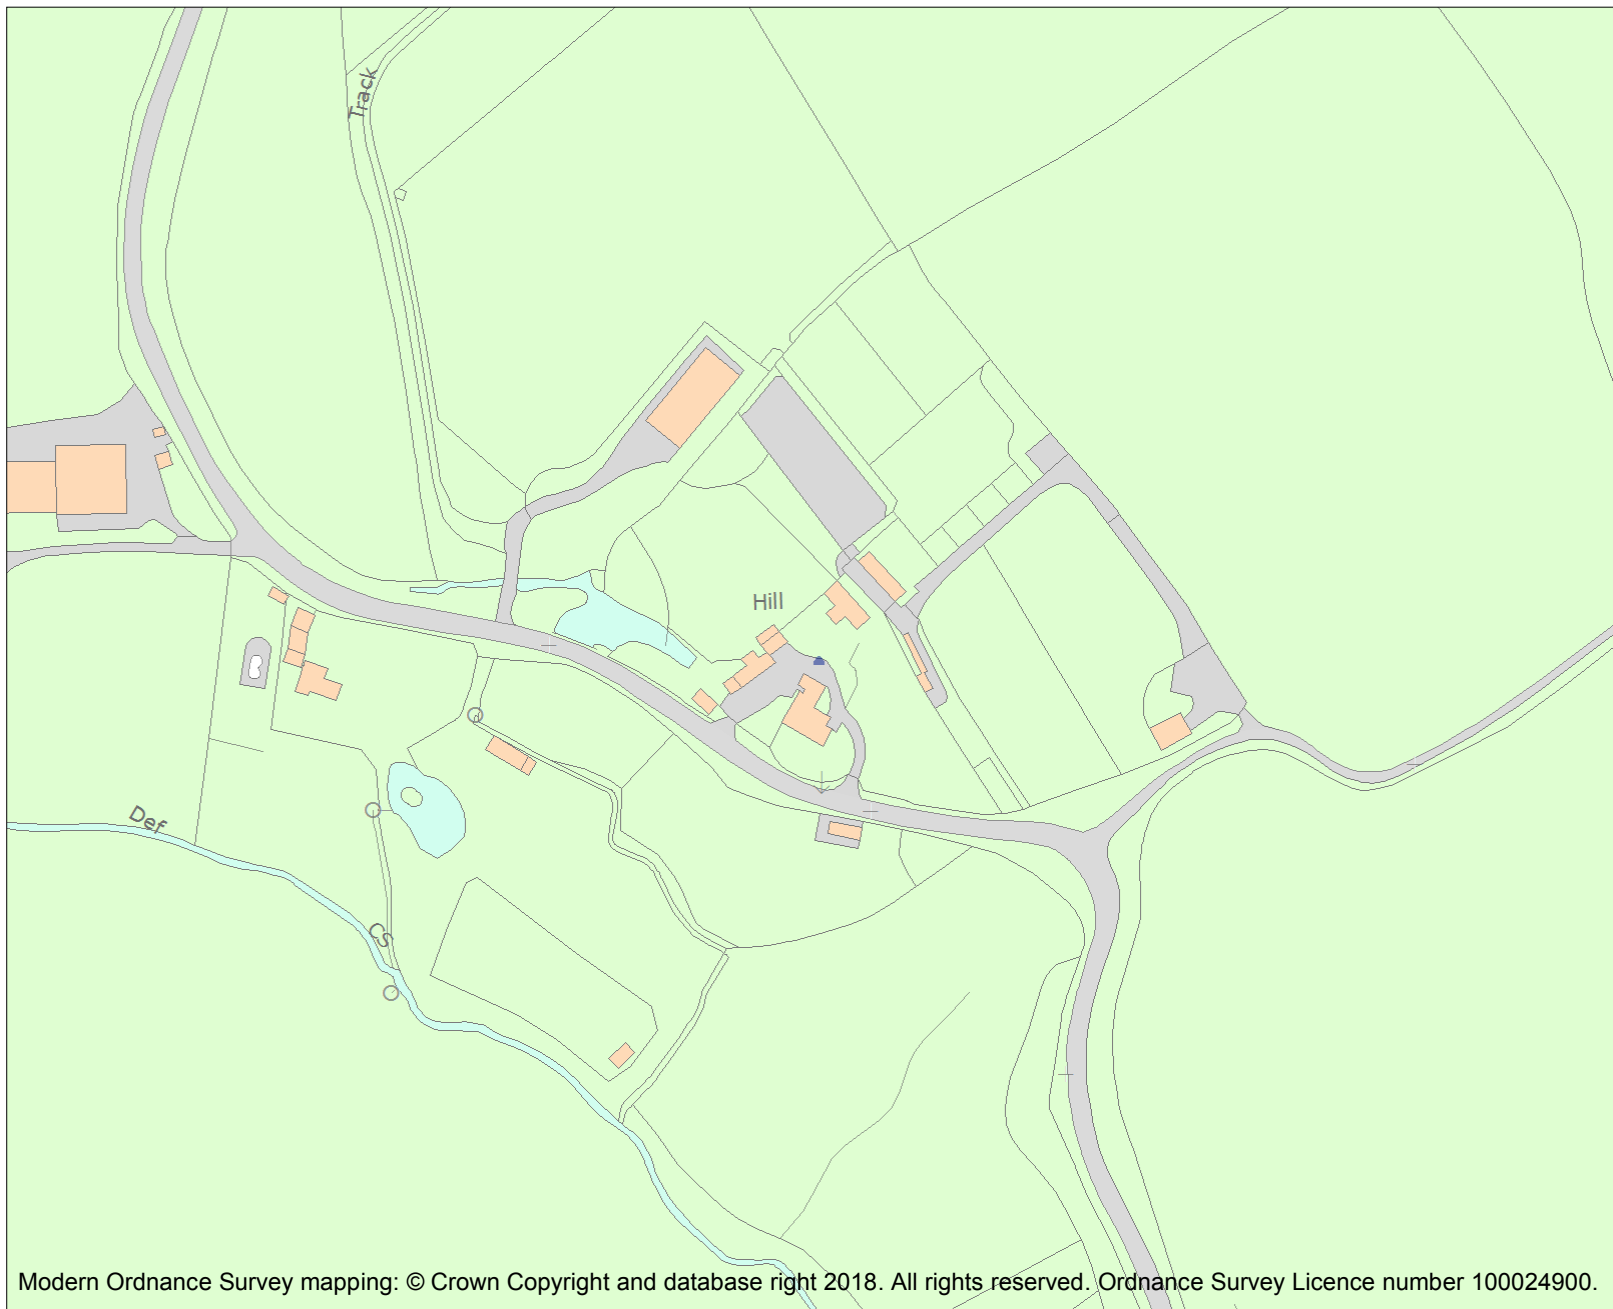 Track
Hill
Def
CS
Modern Ordnance Survey mapping: © Crown Copyright and database right 2018. All rights reserved. Ordnance Survey Licence number 100024900.